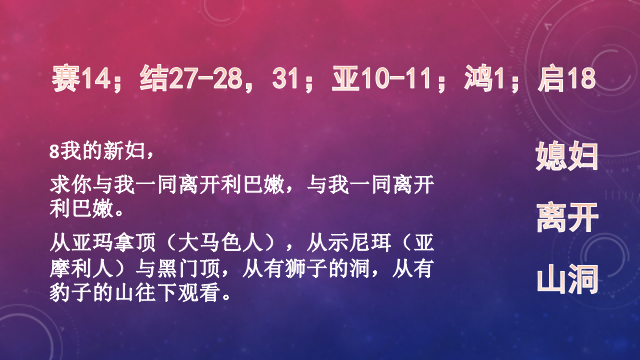 赛14；结27-28，31；亚10-11；鸿1；启18
8我的新妇，
求你与我一同离开利巴嫩，与我一同离开
利巴嫩。
从亚玛拿顶（大马色人），从示尼珥（亚
摩利人）与黑门顶，从有狮子的洞，从有
豹子的山往下观看。
媳妇
离开
山洞